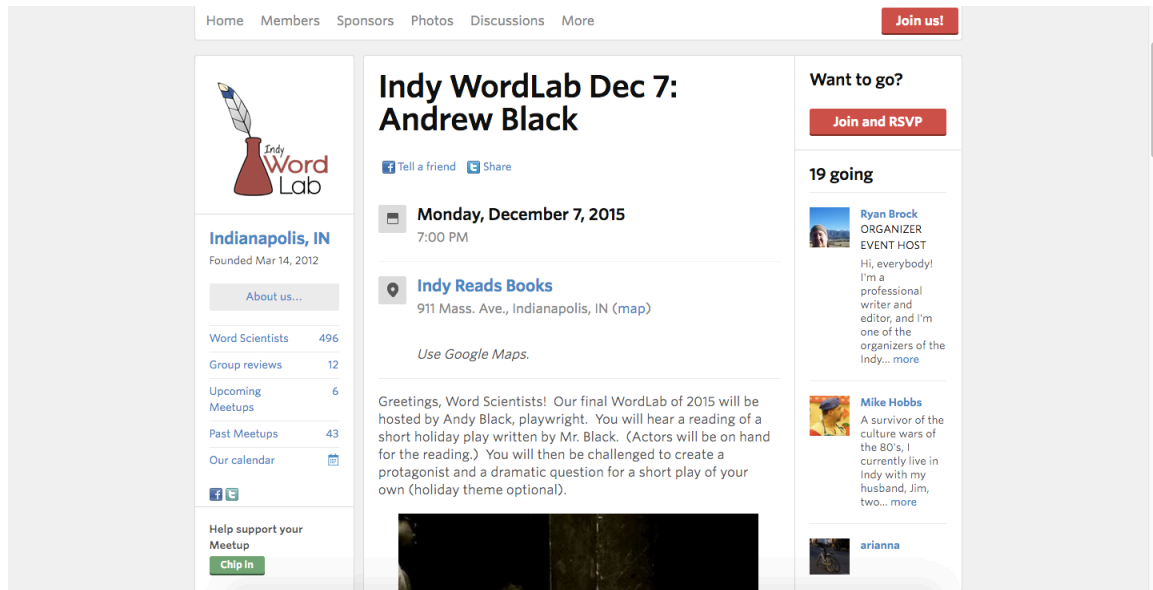 Home Members Sponsors Photos Discussions More
Join us!
Indy
Word
Lab
Indianapolis, IN
Founded Mar 14, 2012
About us...
Word Scientists 496
Group reviews 12
Upcoming 6
Meetups
Past Meetups 43
Our calendar
Help support your
Meetup
Chip in
Indy WordLab Dec 7:
Andrew Black
Tell a friend Share
Monday, December 7, 2015
7:00 PM
Indy Reads Books
911 Mass. Ave., Indianapolis, IN (map)
Use Google Maps.
Greetings, Word Scientists!  Our final WordLab of 2015 will be
hosted by Andy Black, playwright.  You will hear a reading of a
short holiday play written by Mr. Black.  (Actors will be on hand
for the reading.)  You will then be challenged to create a
protagonist and a dramatic question for a short play of your
own (holiday theme optional).
Want to go?
Join and RSVP
19 going
Ryan Brock
ORGANIZER
EVENT HOST
Hi, everybody!
I'm a
professional
writer and
editor, and I'm
one of the
organizers of the
Indy... more
Mike Hobbs
A survivor of the
culture wars of
the 80's, I
currently live in
Indy with my
husband, Jim,
two... more
arianna